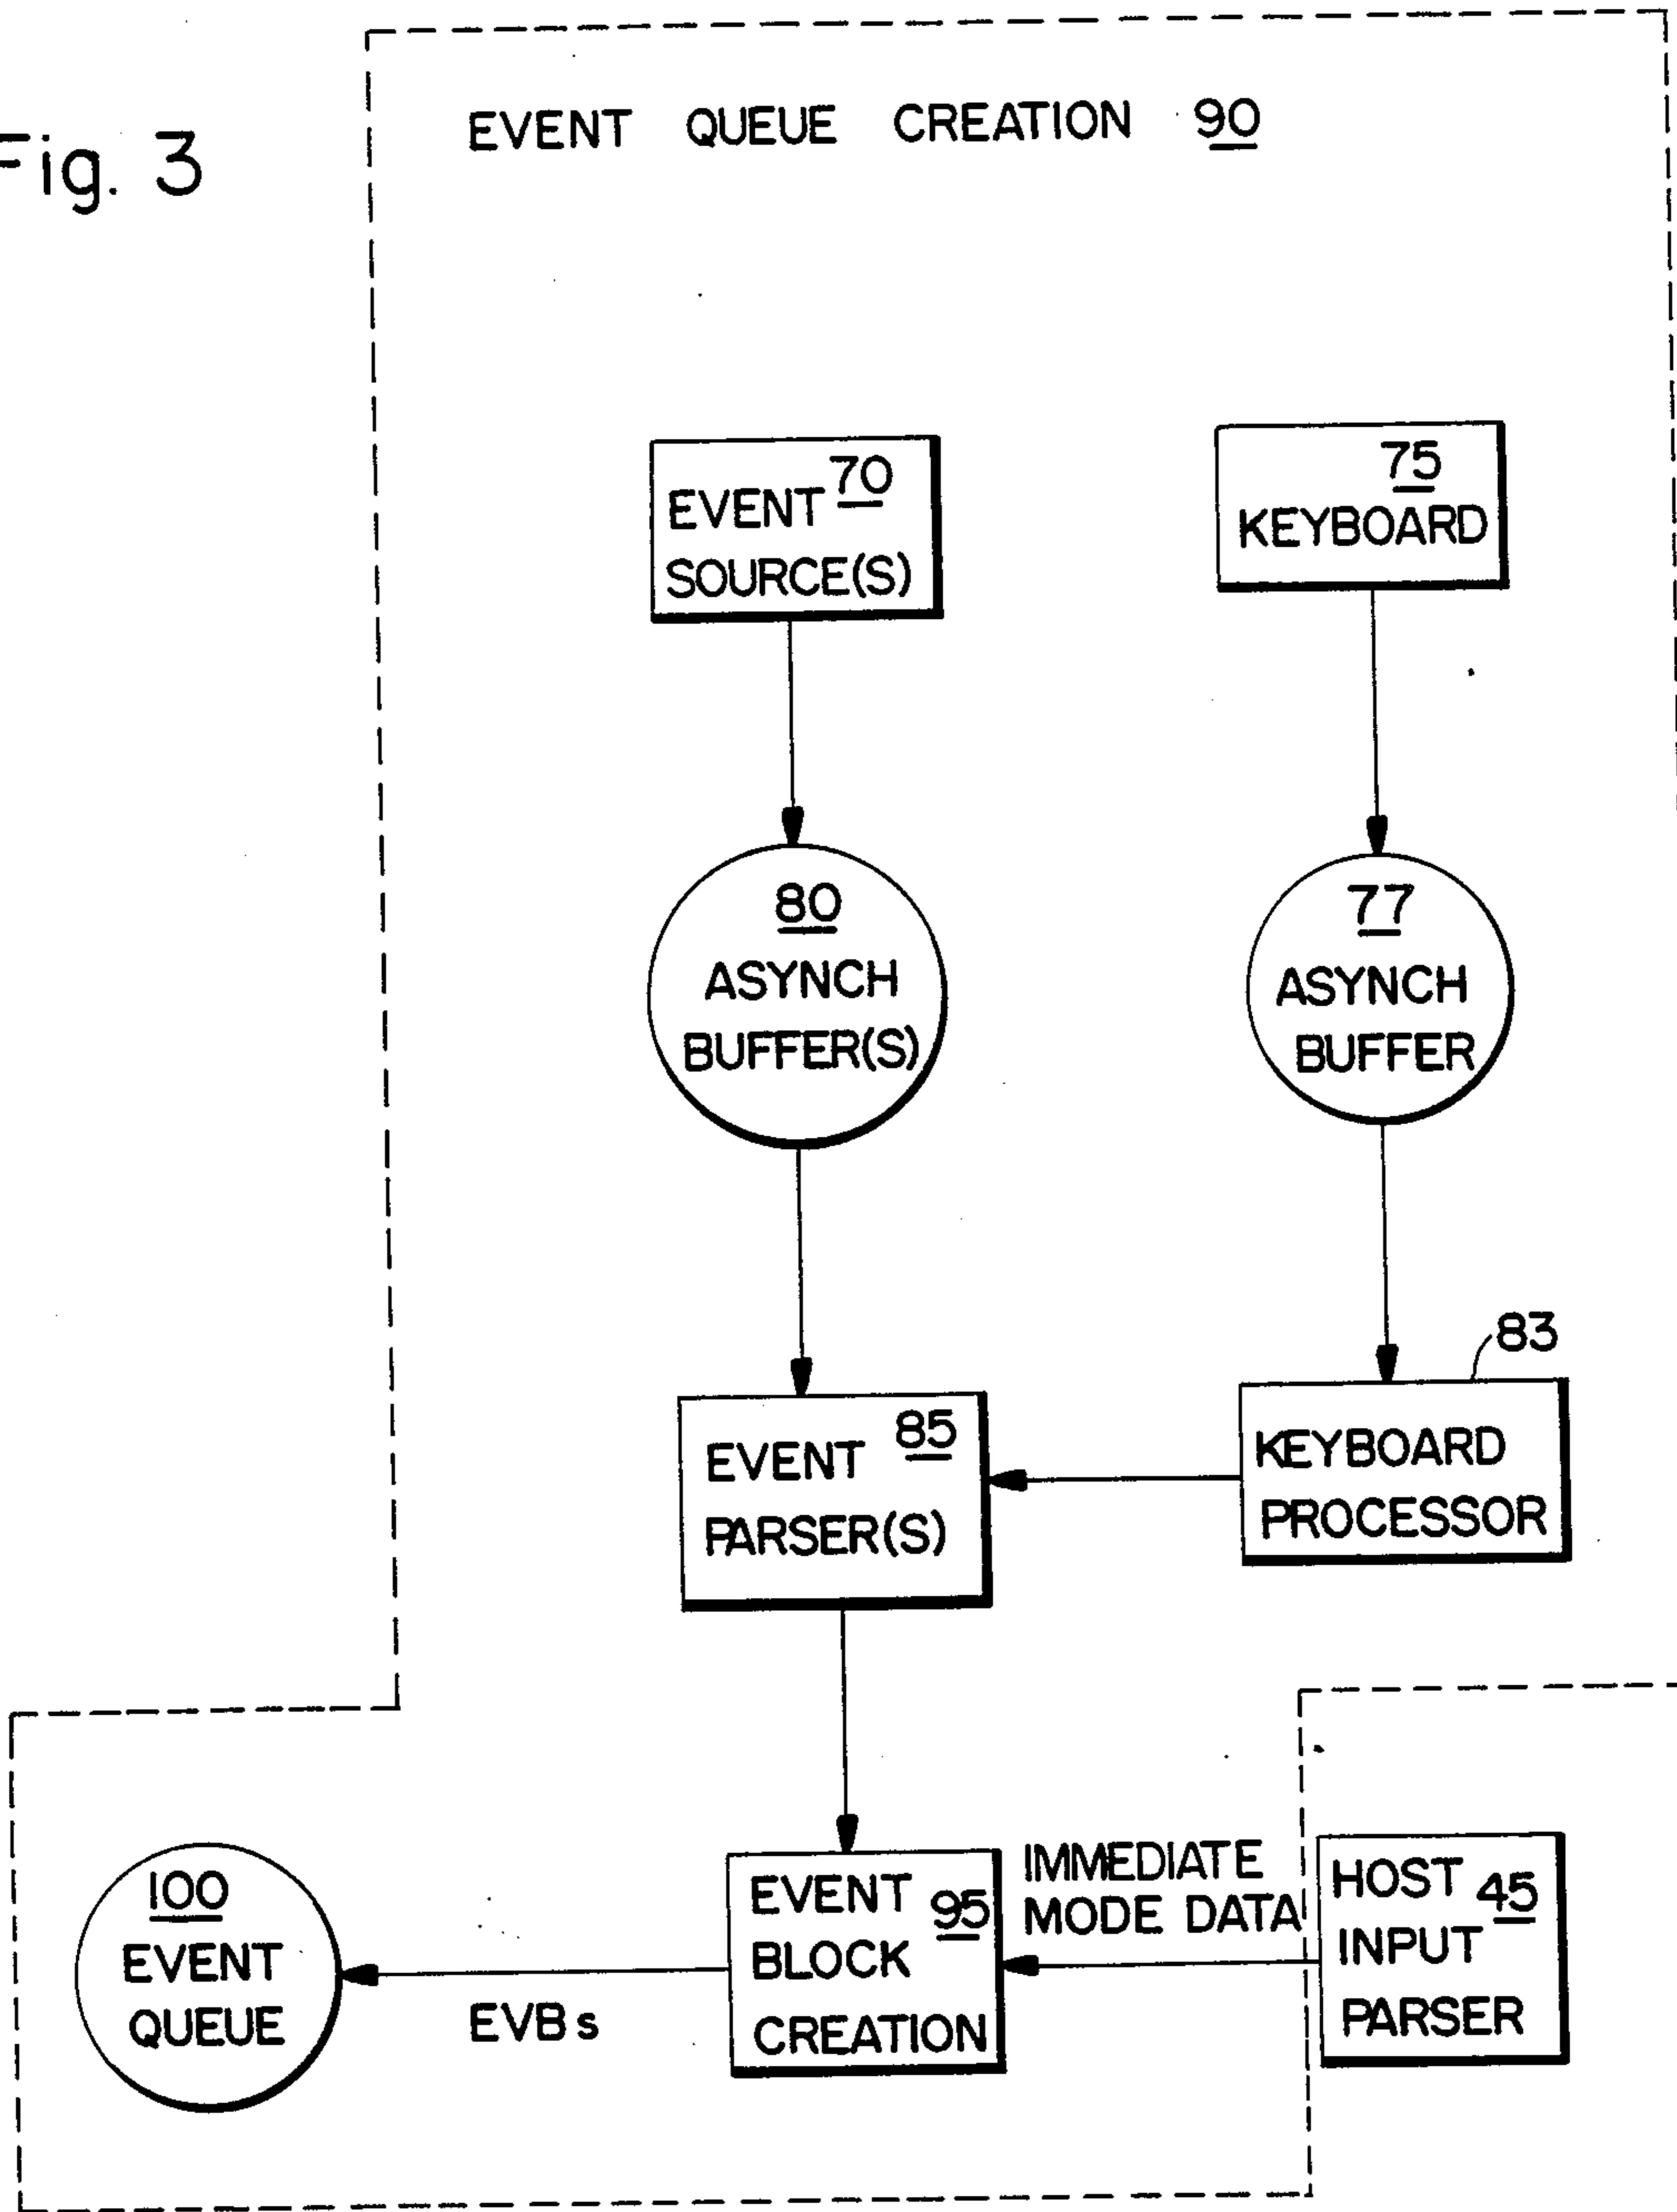 Fig. 3
EVENT QUEUE CREATION 90
EVENT 70
SOURCE(S)
75
KEYBOARD
80
ASYNCH
BUFFER(S)
77
ASYNCH
BUFFER
83
EVENT 85
PARSER(S)
KEYBOARD
PROCESSOR
100
EVENT
QUEUE
EVBs
EVENT 95
BLOCK
CREATION
IMMEDIATE
MODE DATA
HOST 45
INPUT
PARSER